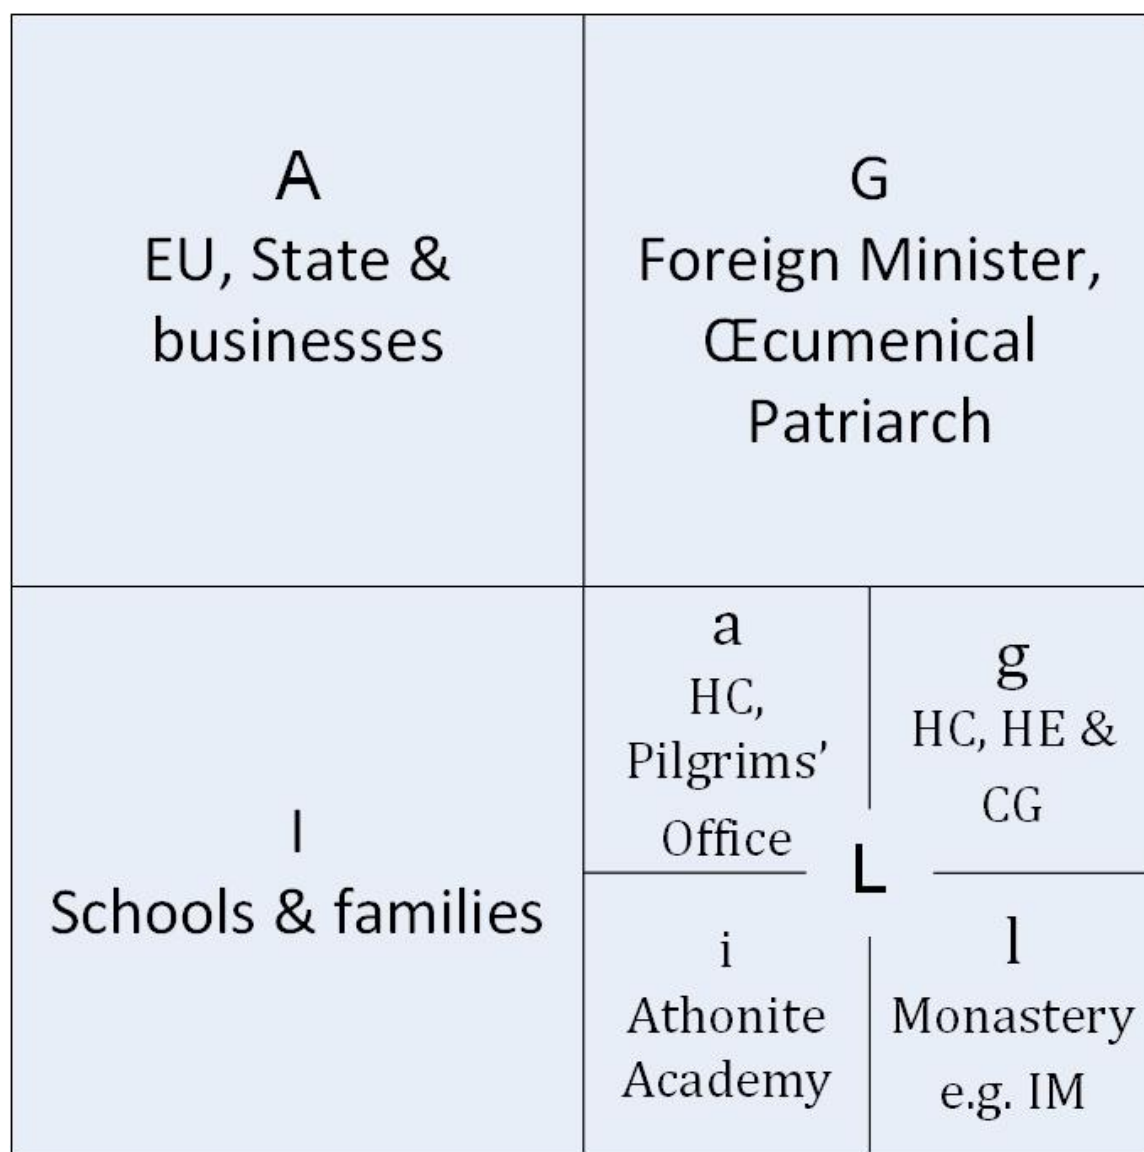 A
EU, State &
businesses
G
Foreign Minister,
Œcumenical
Patriarch
I
Schools & families
a
HC,
Pilgrims’
Office
g
HC, HE &
CG
L
i
Athonite
Academy
l
Monastery
e.g. IM